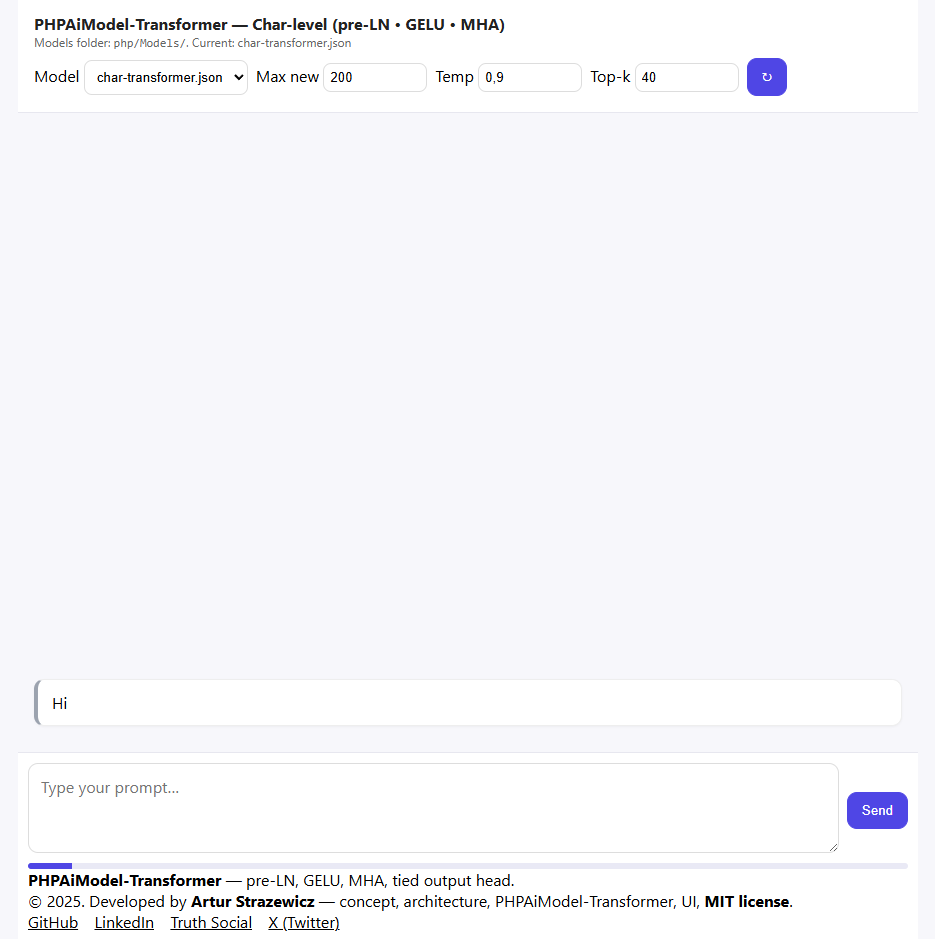 PHPAiModel-Transformer — Char-level (pre-LN • GELU • MHA)
Models folder: php/Models/. Current: char-transformer.json
Model char-transformer.json Max new 200 Temp 0,9 Top-k 40 ↻
Hi
Type your prompt...
Send
PHPAiModel-Transformer — pre-LN, GELU, MHA, tied output head.
© 2025. Developed by Artur Strazewicz — concept, architecture, PHPAiModel-Transformer, UI, MIT license.
GitHub LinkedIn Truth Social X (Twitter)